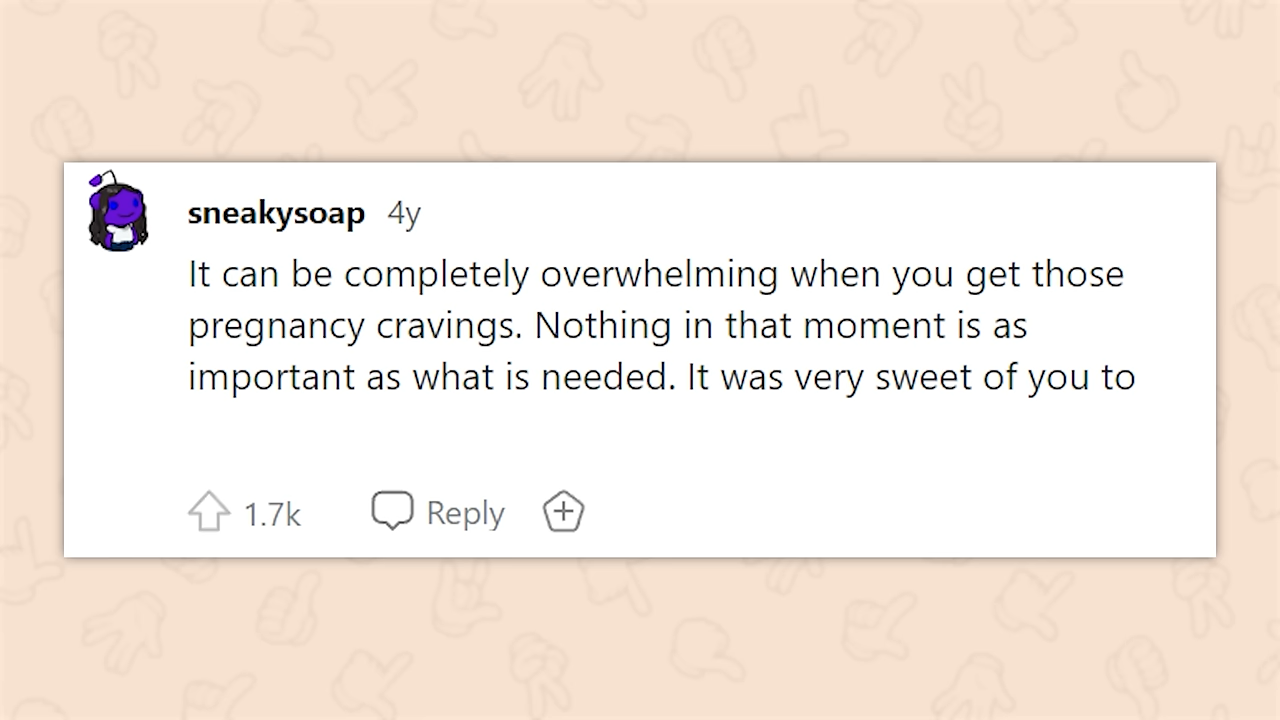 sneakysoap 4y
It can be completely overwhelming when you get those
pregnancy cravings. Nothing in that moment is as
important as what is needed. It was very sweet of you to
1.7k Reply